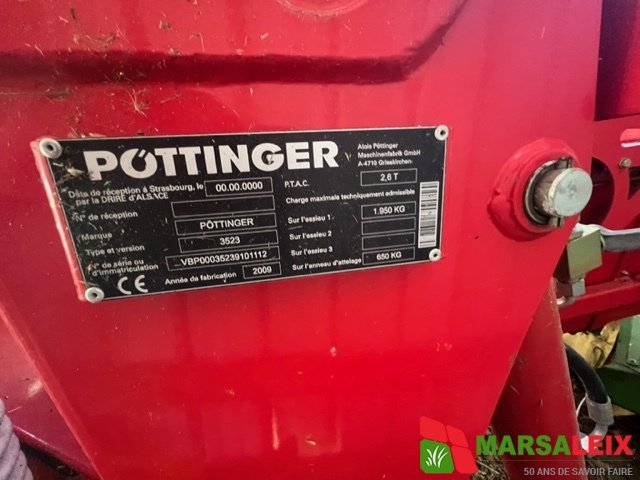 PÖTTINGER
Alois Pöttinger
Maschinenfabrik GmbH
A-4710 Grieskirchen
Date de réception à Strasbourg, le 00.00.0000
par la DRIRE d'ALSACE
N° de réception
Marque PÖTTINGER
Type et version 3523
N° de série ou
d'immatriculation VBP00035239101112
Année de fabrication 2009
CE
P.T.A.C. 2,6 T
Charge maximale techniquement admissible
Sur l'essieu 1 1.950 KG
Sur l'essieu 2
Sur l'essieu 3
Sur l'anneau d'attelage 650 KG
MARSALEIX
50 ANS DE SAVOIR FAIRE